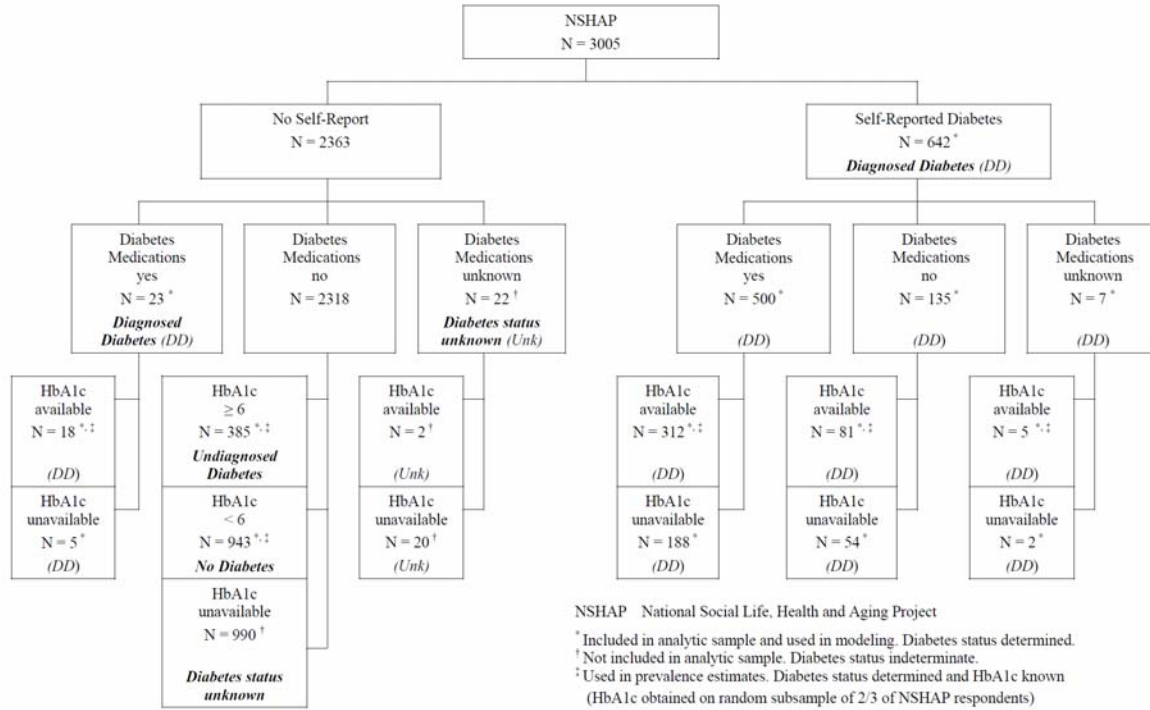 NSHAP
N = 3005
No Self-Report
N = 2363
Self-Reported Diabetes
N = 642 *
Diagnosed Diabetes (DD)
Diabetes
Medications
yes
N = 23 *
Diagnosed
Diabetes (DD)
Diabetes
Medications
no
N = 2318
Diabetes
Medications
unknown
N = 22 †
Diabetes status
unknown (Unk)
Diabetes
Medications
yes
N = 500 *
(DD)
Diabetes
Medications
no
N = 135 *
(DD)
Diabetes
Medications
unknown
N = 7 *
(DD)
HbA1c
available
N = 18 *, ‡
(DD)
HbA1c
unavailable
N = 5 *
(DD)
HbA1c
≥ 6
N = 385 *, ‡
Undiagnosed
Diabetes
HbA1c
< 6
N = 943 *, ‡
No Diabetes
HbA1c
unavailable
N = 990 †
Diabetes status
unknown
HbA1c
available
N = 2 †
(Unk)
HbA1c
unavailable
N = 20 †
(Unk)
HbA1c
available
N = 312 *, ‡
(DD)
HbA1c
unavailable
N = 188 *
(DD)
HbA1c
available
N = 81 *, ‡
(DD)
HbA1c
unavailable
N = 54 *
(DD)
HbA1c
available
N = 5 *, ‡
(DD)
HbA1c
unavailable
N = 2 *
(DD)
NSHAP National Social Life, Health and Aging Project
* Included in analytic sample and used in modeling. Diabetes status determined.
† Not included in analytic sample. Diabetes status indeterminate.
‡ Used in prevalence estimates. Diabetes status determined and HbA1c known
(HbA1c obtained on random subsample of 2/3 of NSHAP respondents)